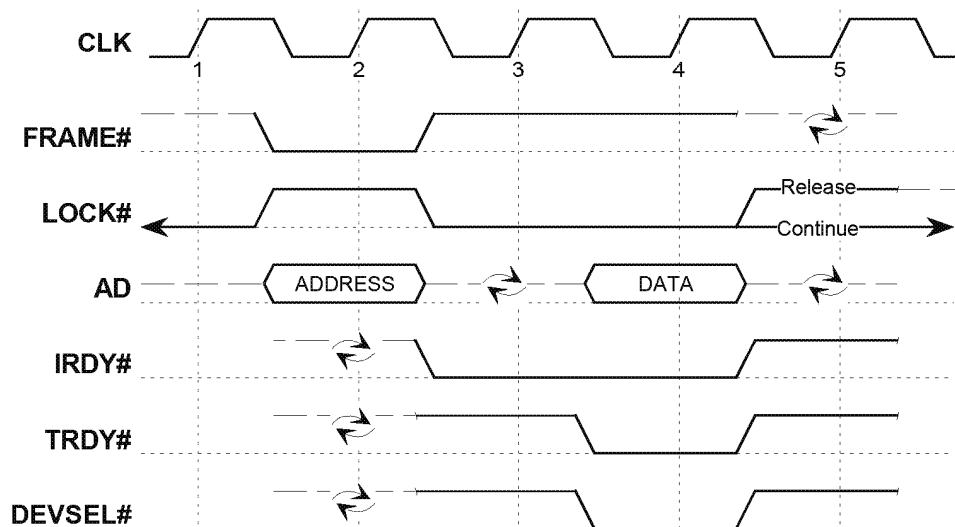 CLK
1 2 3 4 5
FRAME#
LOCK#
Release
Continue
AD
ADDRESS
DATA
IRDY#
TRDY#
DEVSEL#